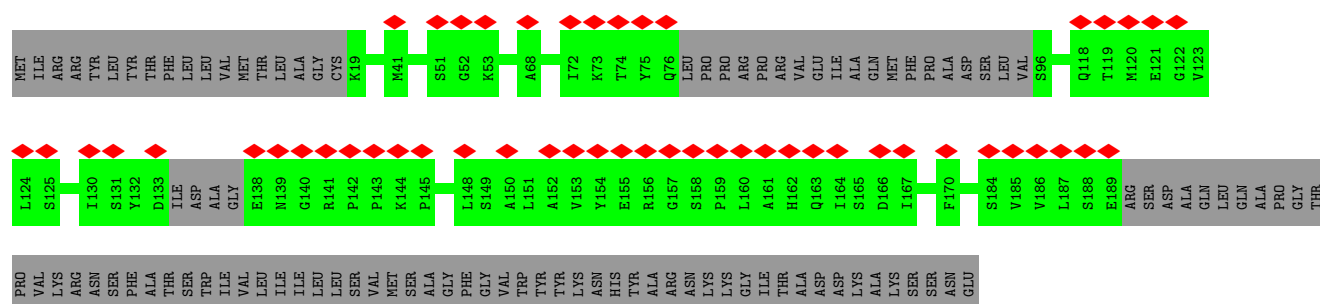 MET ILE ARG ARG TYR LEU TYR THR PHE LEU LEU VAL MET THR LEU ALA GLY CYS K19 M41 S51 G52 K53 A68 I72 K73 T74 Y75 Q76 LEU PRO PRO ARG PRO ARG VAL GLU ILE ALA GLN MET PHE PRO ALA ASP SER LEU VAL S96 Q118 T119 M120 E121 G122 V123
L124 S125 I130 S131 Y132 D133 ILE ASP ALA GLY E138 N139 G140 R141 P142 P143 K144 P145 L148 S149 A150 L151 A152 V153 Y154 E155 R156 G157 S158 P159 L160 A161 H162 Q163 I164 S165 D166 I167 F170 S184 V185 V186 L187 S188 E189 ARG SER ASP ALA GLN LEU GLN ALA PRO GLY THR
PRO VAL LYS ARG ASN SER PHE ALA THR SER TRP ILE VAL LEU ILE ILE LEU LEU SER VAL MET SER ALA GLY PHE GLY VAL TRP TYR TYR LYS ASN HIS TYR ALA ARG ASN LYS LYS GLY ILE THR ALA ASP ASP LYS ALA LYS SER SER ASN GLU